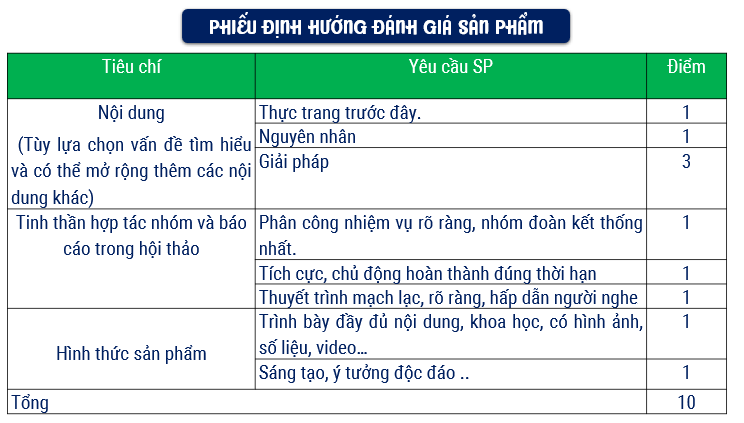 PHIẾU ĐỊNH HƯỚNG ĐÁNH GIÁ SẢN PHẨM
Tiêu chí Yêu cầu SP Điểm
Nội dung
(Tùy lựa chọn vấn đề tìm hiểu
và có thể mở rộng thêm các nội
dung khác)
Thực trang trước đây. 1
Nguyên nhân 1
Giải pháp 3
Tinh thần hợp tác nhóm và báo
cáo trong hội thảo
Phân công nhiệm vụ rõ ràng, nhóm đoàn kết thống
nhất.
1
Tích cực, chủ động hoàn thành đúng thời hạn 1
Thuyết trình mạch lạc, rõ ràng, hấp dẫn người nghe 1
Hình thức sản phẩm
Trình bày đầy đủ nội dung, khoa học, có hình ảnh,
số liệu, video...
1
Sáng tạo, ý tưởng độc đáo .. 1
Tổng 10